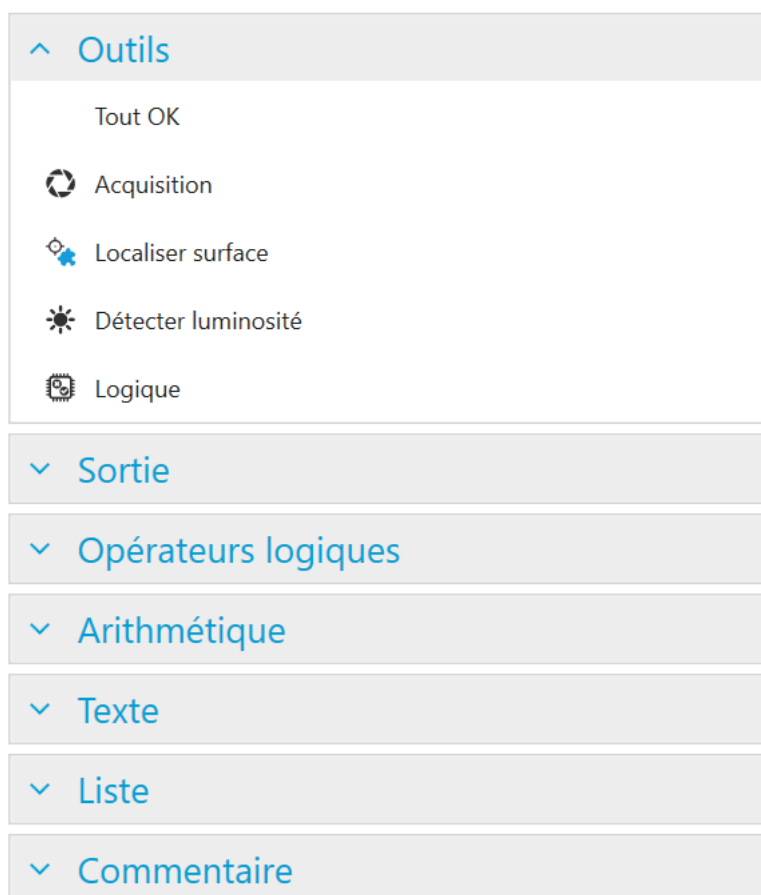 Outils
Tout OK
Acquisition
Localiser surface
Détecter luminosité
Logique
Sortie
Opérateurs logiques
Arithmétique
Texte
Liste
Commentaire